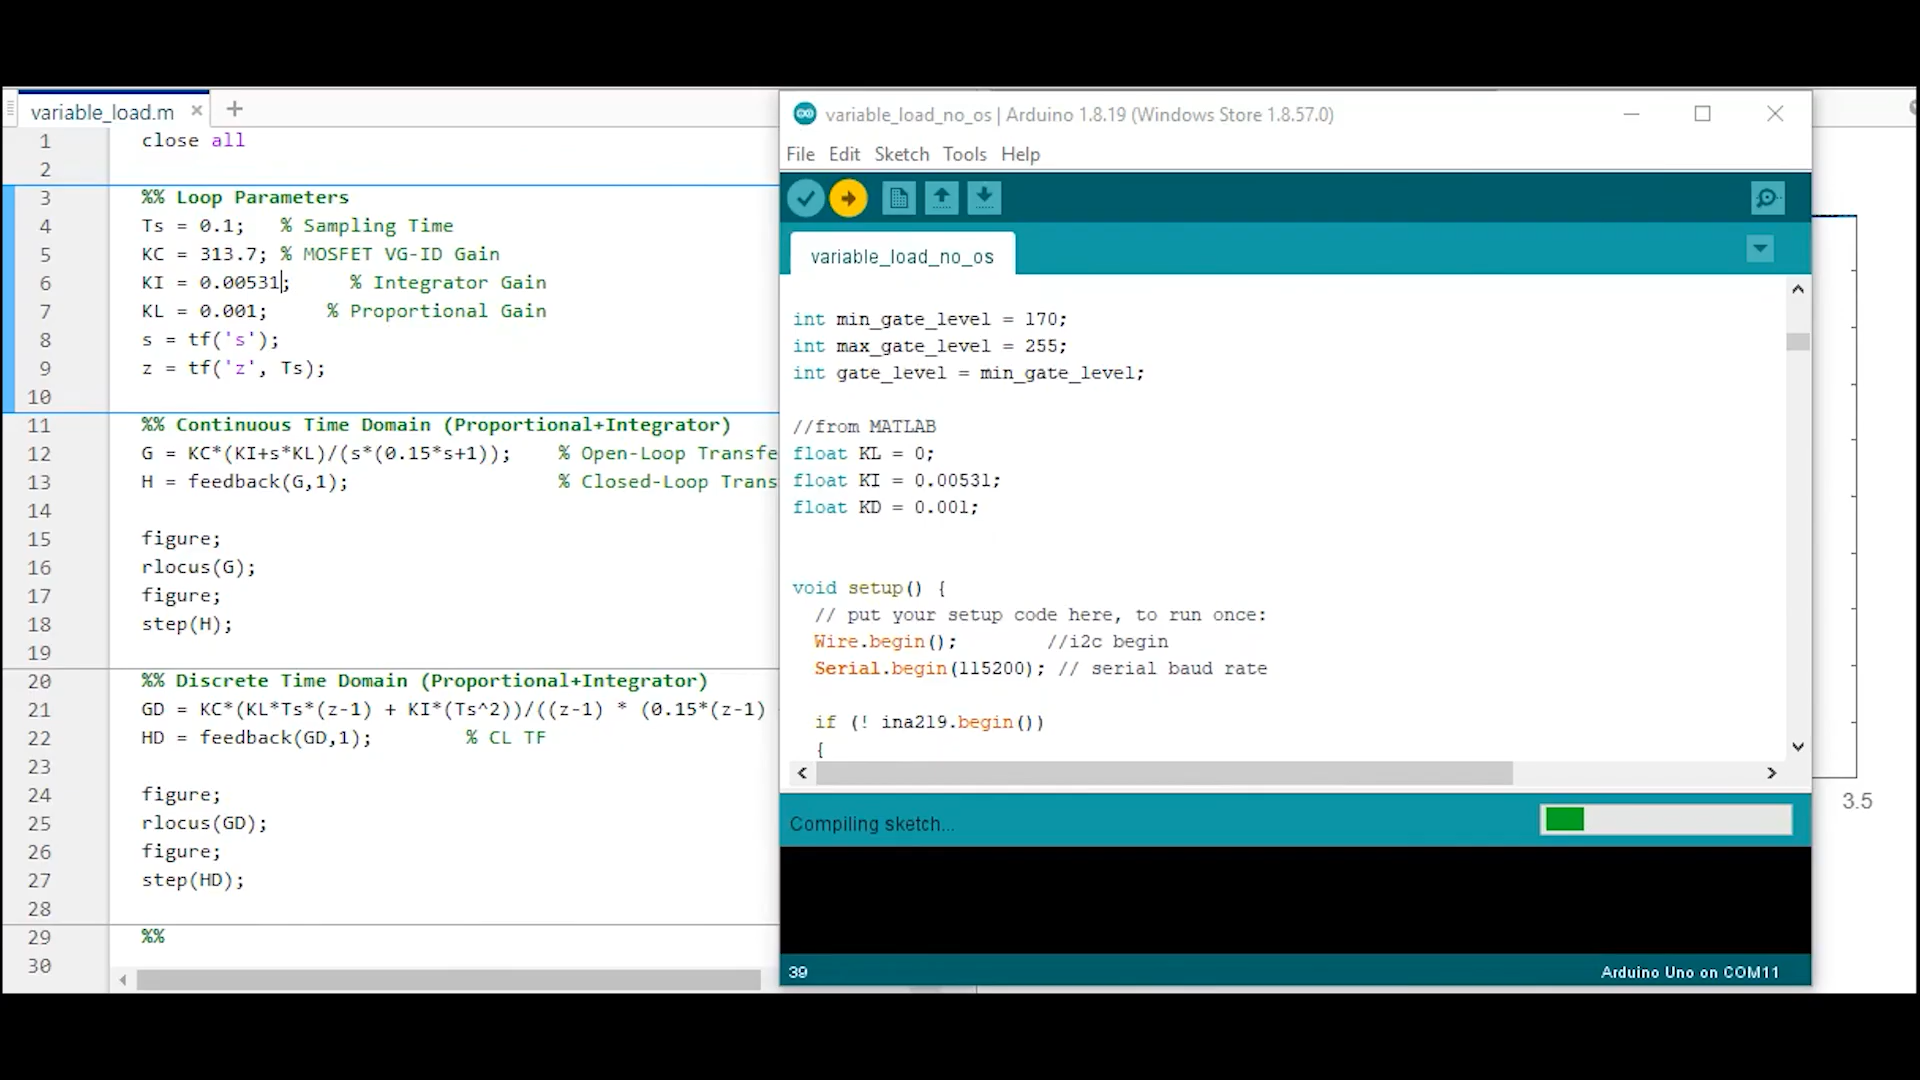 variable_load.m × +
1 close all
2
3 %% Loop Parameters
4 Ts = 0.1; % Sampling Time
5 KC = 313.7; % MOSFET VG-ID Gain
6 KI = 0.00531; % Integrator Gain
7 KL = 0.001; % Proportional Gain
8 s = tf('s');
9 z = tf('z', Ts);
10
11 %% Continuous Time Domain (Proportional+Integrator)
12 G = KC*(KI+s*KL)/(s*(0.15*s+1)); % Open-Loop Transfe
13 H = feedback(G,1); % Closed-Loop Trans
14
15 figure;
16 rlocus(G);
17 figure;
18 step(H);
19
20 %% Discrete Time Domain (Proportional+Integrator)
21 GD = KC*(KL*Ts*(z-1) + KI*(Ts^2))/((z-1) * (0.15*(z-1)
22 HD = feedback(GD,1); % CL TF
23
24 figure;
25 rlocus(GD);
26 figure;
27 step(HD);
28
29 %%
30
variable_load_no_os | Arduino 1.8.19 (Windows Store 1.8.57.0)
File Edit Sketch Tools Help
variable_load_no_os
int min_gate_level = 170;
int max_gate_level = 255;
int gate_level = min_gate_level;
//from MATLAB
float KL = 0;
float KI = 0.00531;
float KD = 0.001;
void setup() {
// put your setup code here, to run once:
Wire.begin(); //i2c begin
Serial.begin(115200); // serial baud rate
if (! ina219.begin())
{
Compiling sketch...
39 Arduino Uno on COM11
3.5